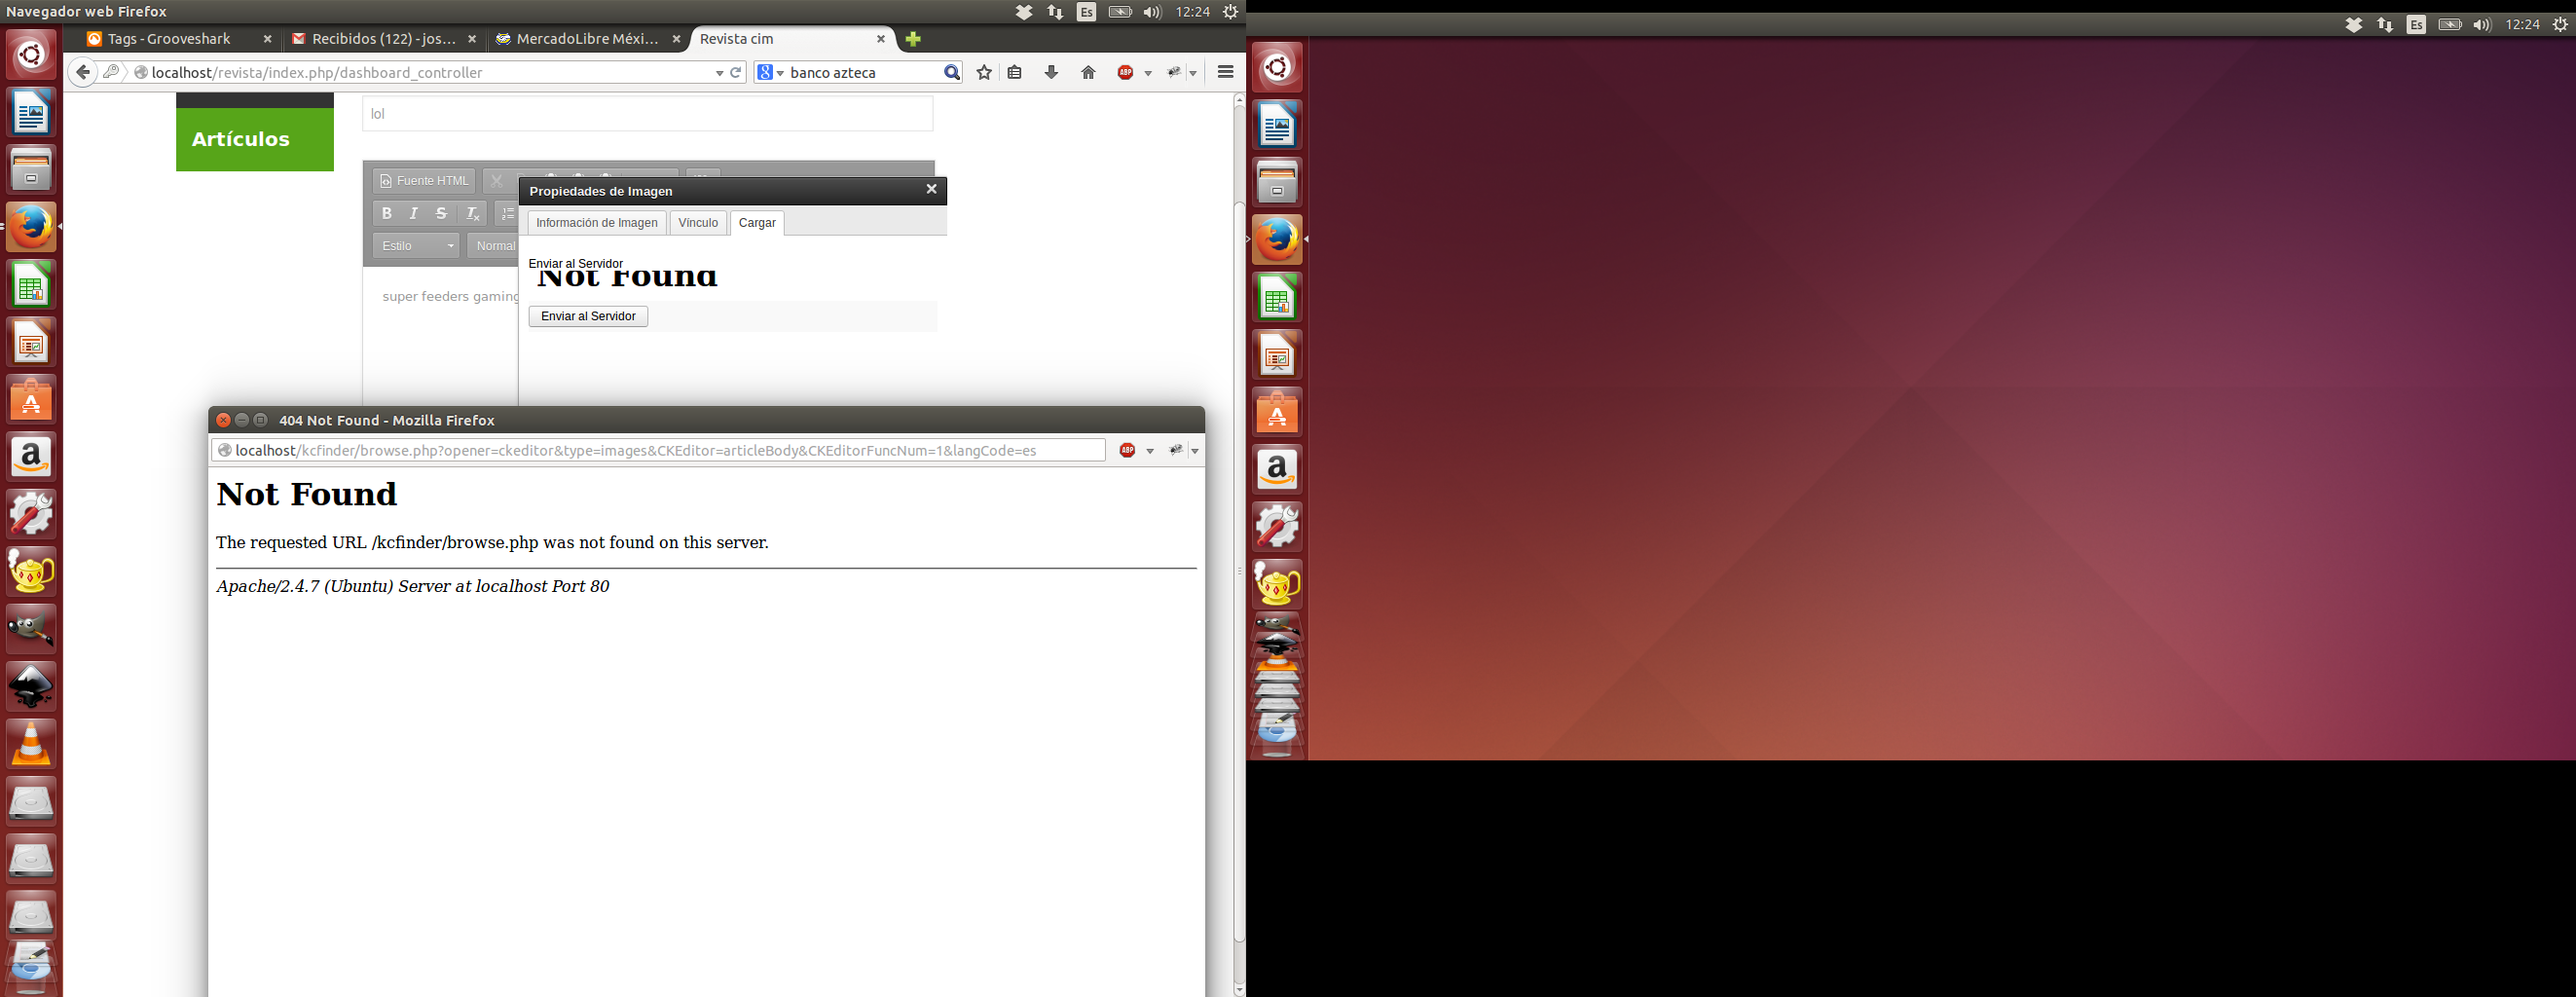 Navegador web Firefox
Es
12:24
Tags - Grooveshark
Recibidos (122) - jos...
MercadoLibre Méxi...
Revista cim
localhost/revista/index.php/dashboard_controller
banco azteca
ABP
Artículos
lol
Fuente HTML
B I S Tx
Estilo
Normal
super feeders gaming
Propiedades de Imagen
Información de Imagen
Vínculo
Cargar
Enviar al Servidor
Not Found
Enviar al Servidor
404 Not Found - Mozilla Firefox
localhost/kcfinder/browse.php?opener=ckeditor&type=images&CKEditor=articleBody&CKEditorFuncNum=1&langCode=es
ABP
Not Found
The requested URL /kcfinder/browse.php was not found on this server.
Apache/2.4.7 (Ubuntu) Server at localhost Port 80
Es
12:24